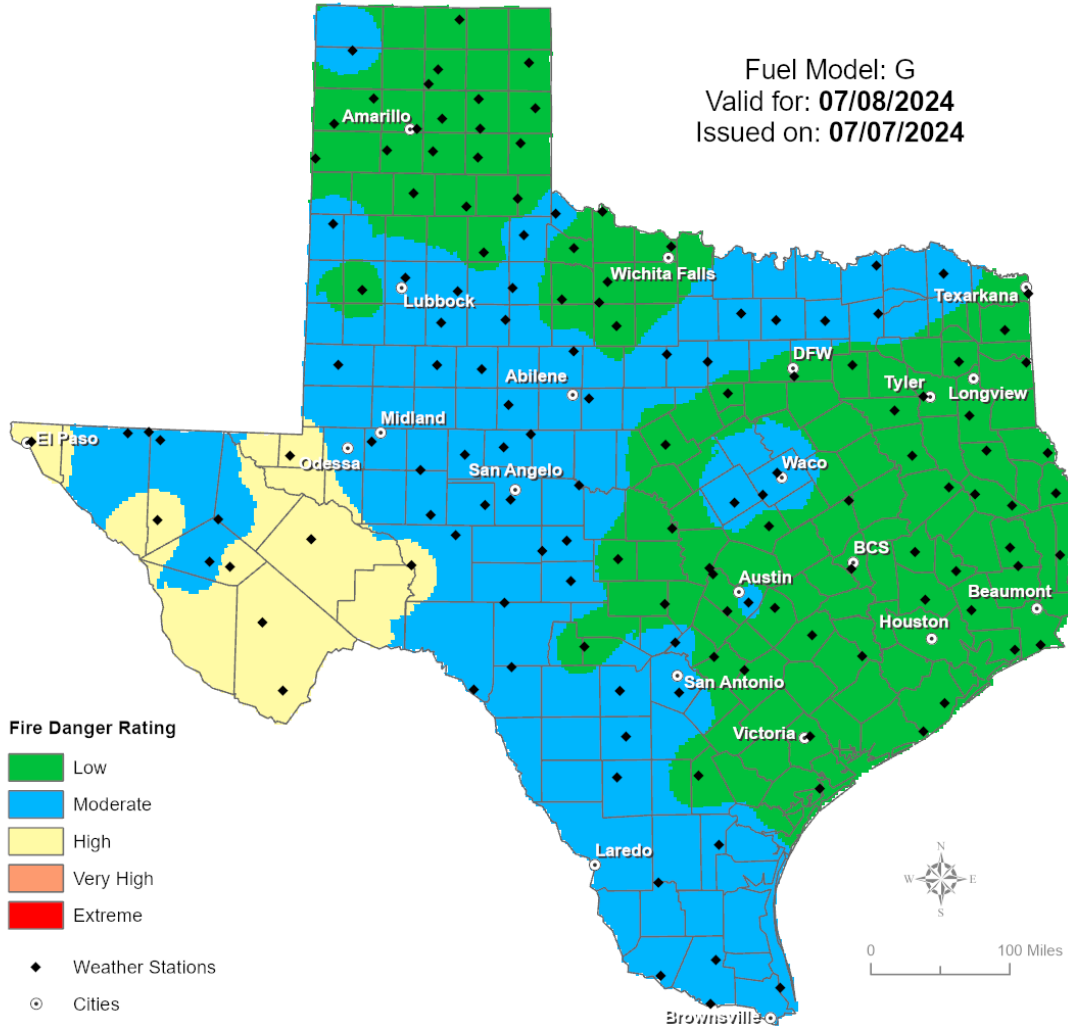 Fuel Model: G
Valid for: 07/08/2024
Issued on: 07/07/2024
Amarillo
Wichita Falls
Lubbock
Texarkana
DFW
Abilene
Tyler
Longview
Midland
El Paso
Odessa
Waco
San Angelo
BCS
Austin
Beaumont
Houston
San Antonio
Victoria
Fire Danger Rating
Low
Moderate
High
Very High
Extreme
Weather Stations
Cities
Laredo
N
W
E
S
0
100 Miles
Brownsville